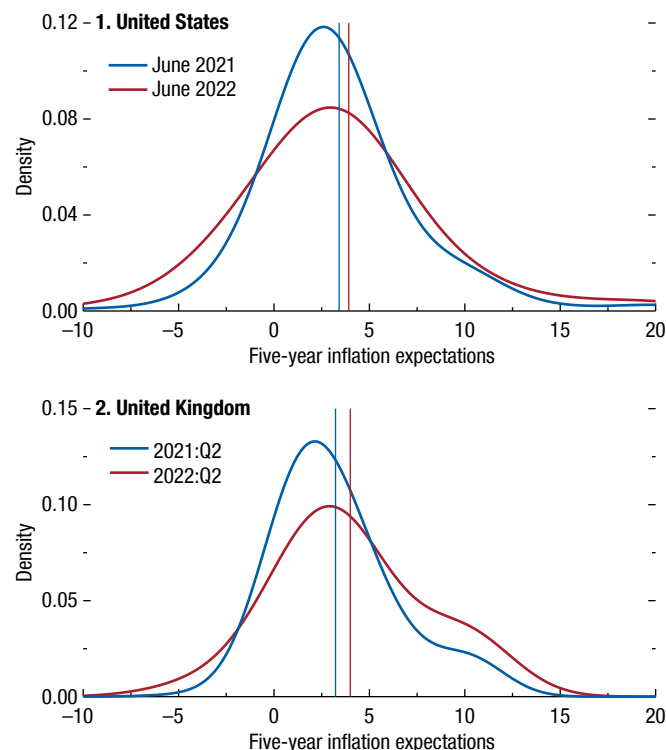 1. United States
June 2021
June 2022
Density
0.12
0.08
0.04
0.00
–10 –5 0 5 10 15 20
Five-year inflation expectations
2. United Kingdom
2021:Q2
2022:Q2
Density
0.15
0.10
0.05
0.00
–10 –5 0 5 10 15 20
Five-year inflation expectations